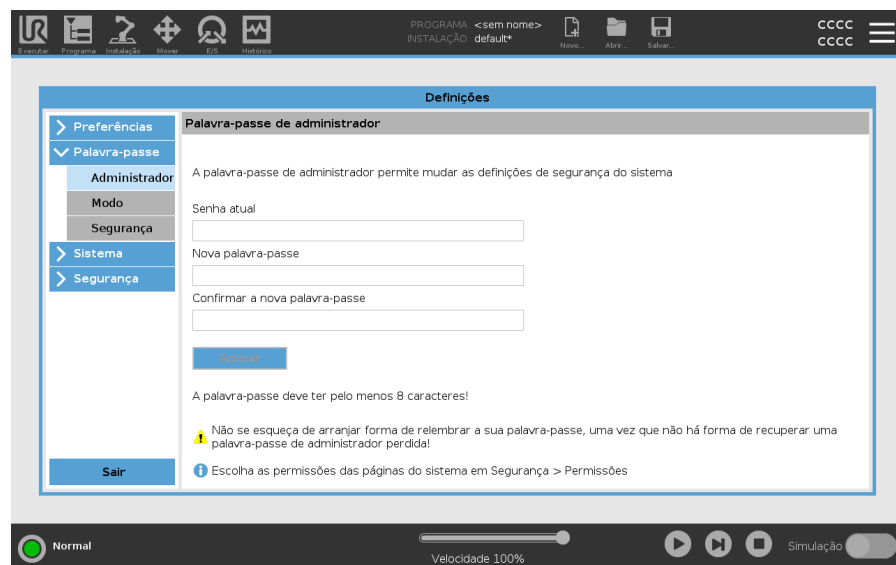 PROGRAMA <sem nome>
INSTALAÇÃO default*
CCCC
CCCC
Executar Programa Instalação Mover E/S Histórico Novo... Abrir... Salvar...
Definições
Preferências
Palavra-passe
Administrador
Modo
Segurança
Sistema
Segurança
Sair
Palavra-passe de administrador
A palavra-passe de administrador permite mudar as definições de segurança do sistema
Senha atual
Nova palavra-passe
Confirmar a nova palavra-passe
Aplicar
A palavra-passe deve ter pelo menos 8 caracteres!
Não se esqueça de arranjar forma de relembrar a sua palavra-passe, uma vez que não há forma de recuperar uma
palavra-passe de administrador perdida!
Escolha as permissões das páginas do sistema em Segurança > Permissões
Normal
Velocidade 100%
Simulação